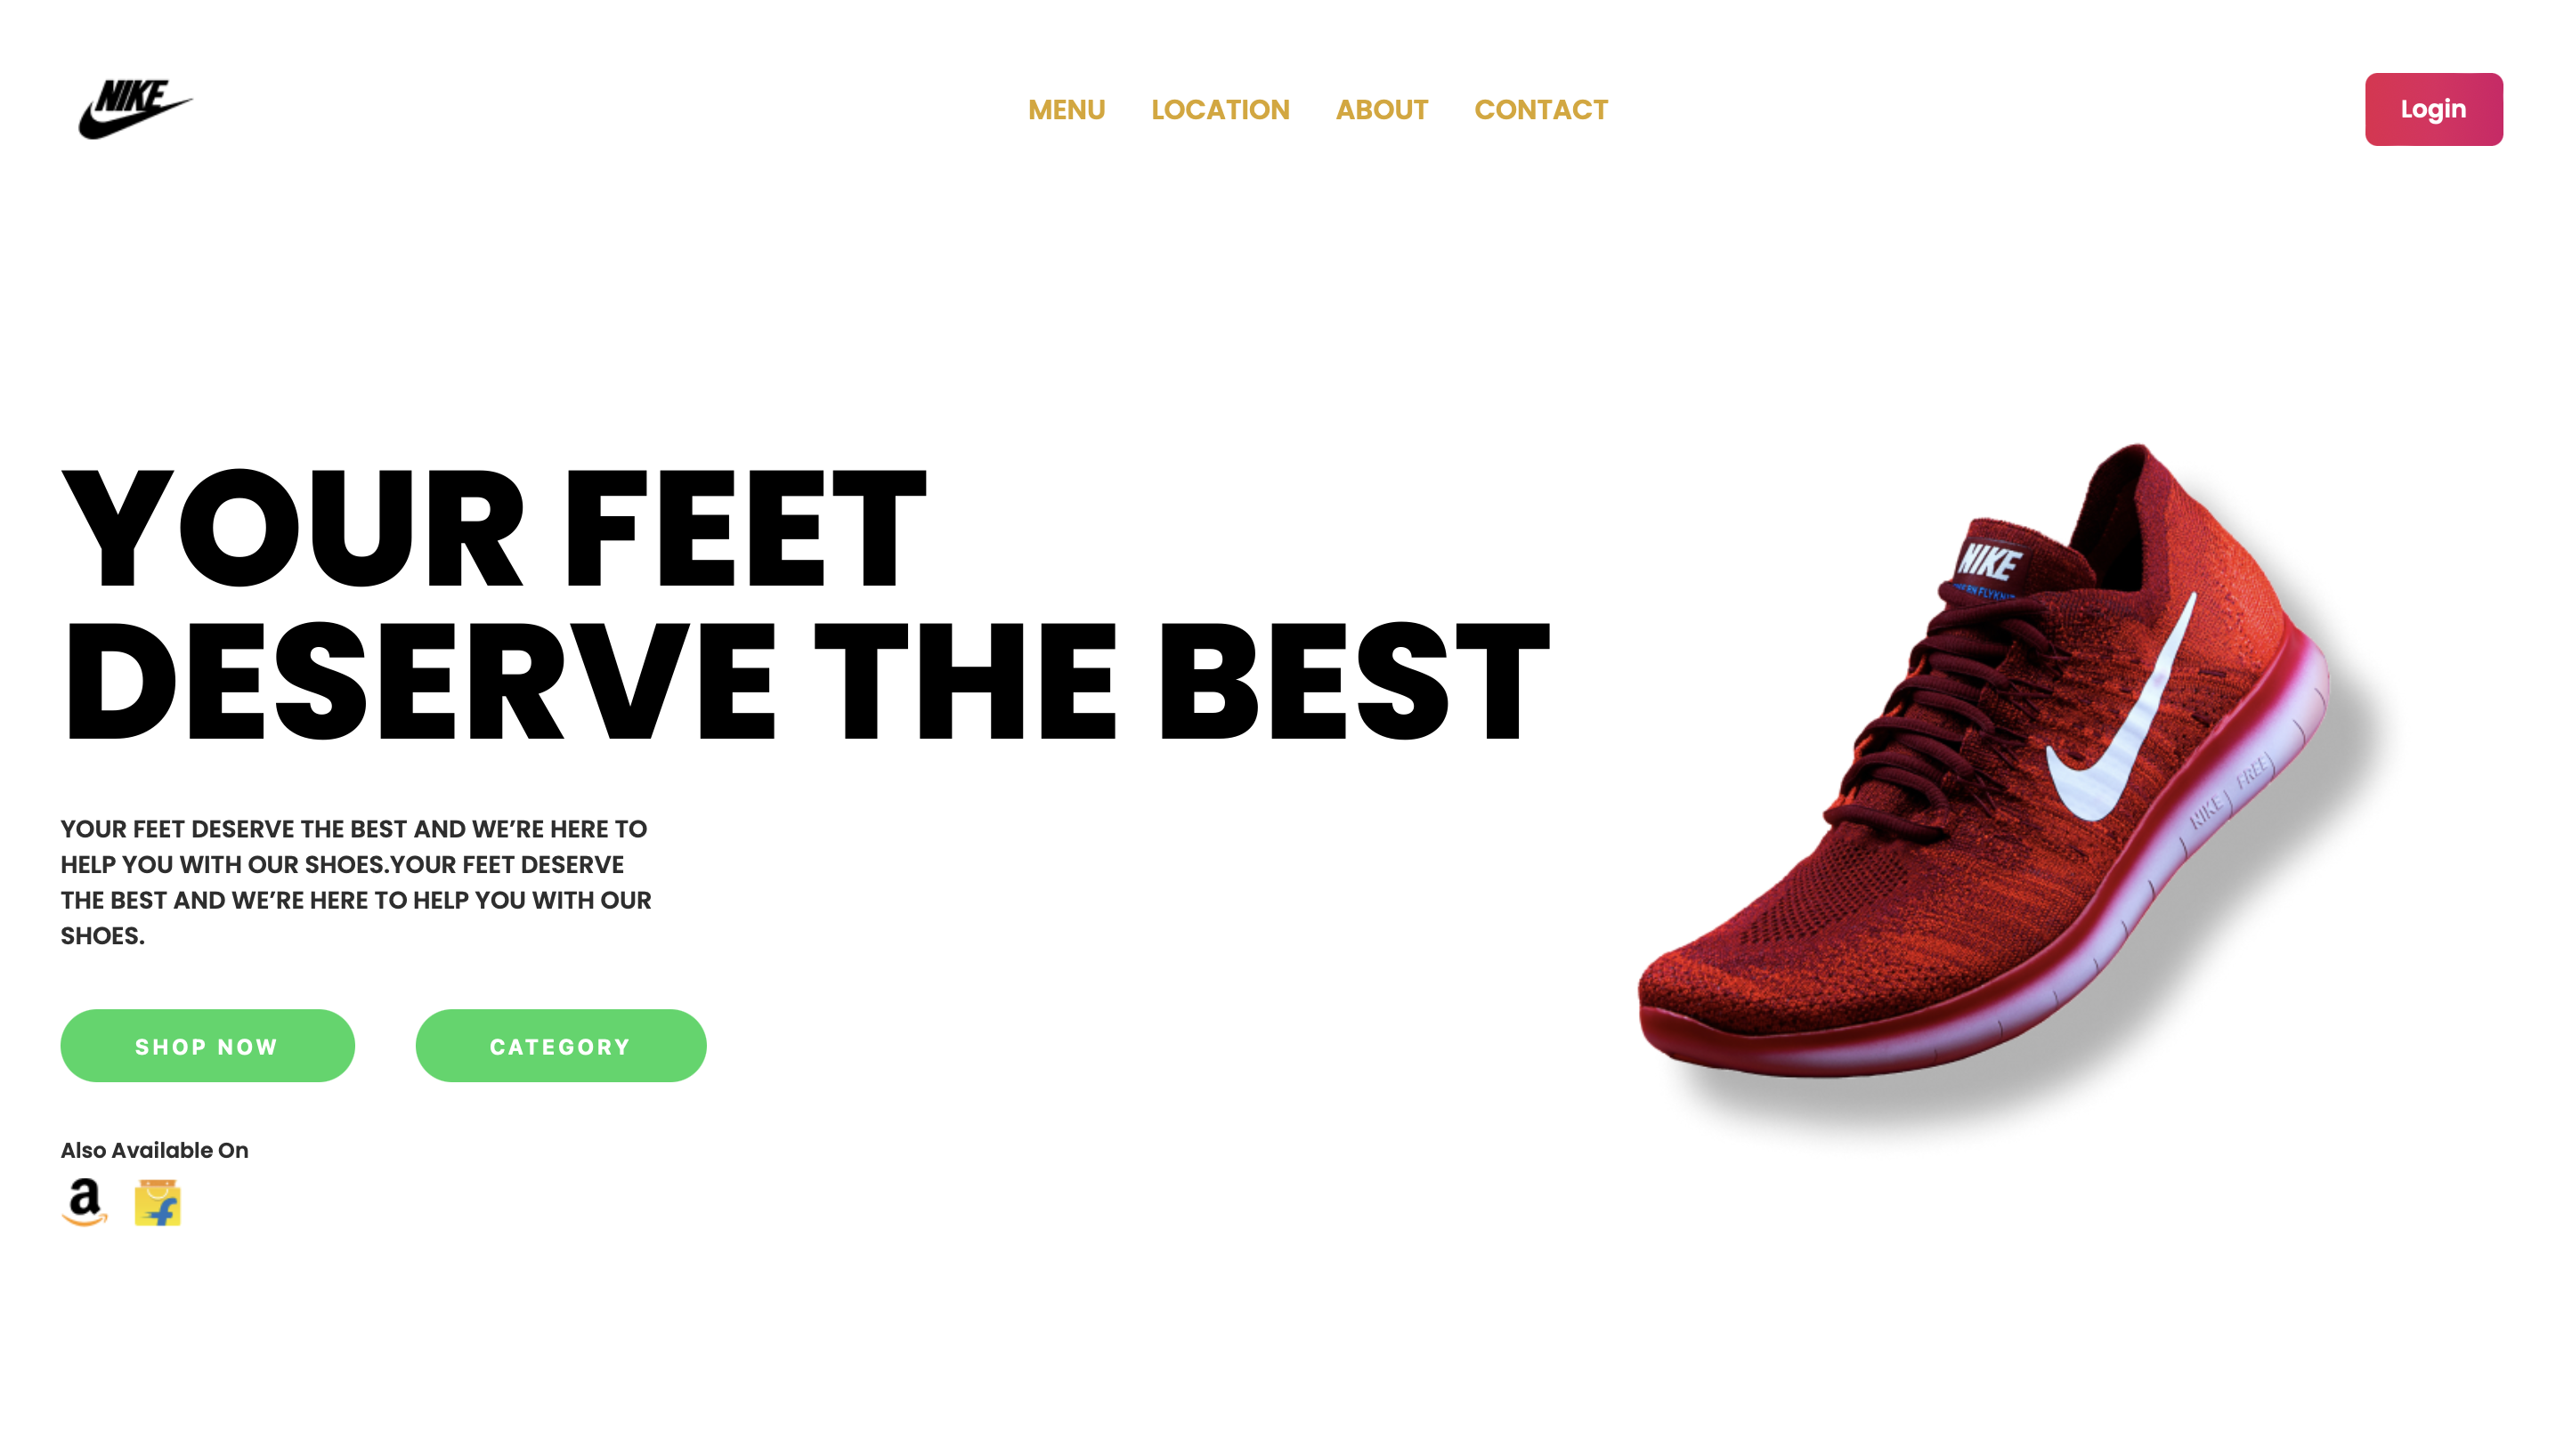 NIKE
MENU LOCATION ABOUT CONTACT
Login
YOUR FEET
DESERVE THE BEST
YOUR FEET DESERVE THE BEST AND WE’RE HERE TO
HELP YOU WITH OUR SHOES.YOUR FEET DESERVE
THE BEST AND WE’RE HERE TO HELP YOU WITH OUR
SHOES.
SHOP NOW CATEGORY
Also Available On
a
f
NIKE
NIKE FREE